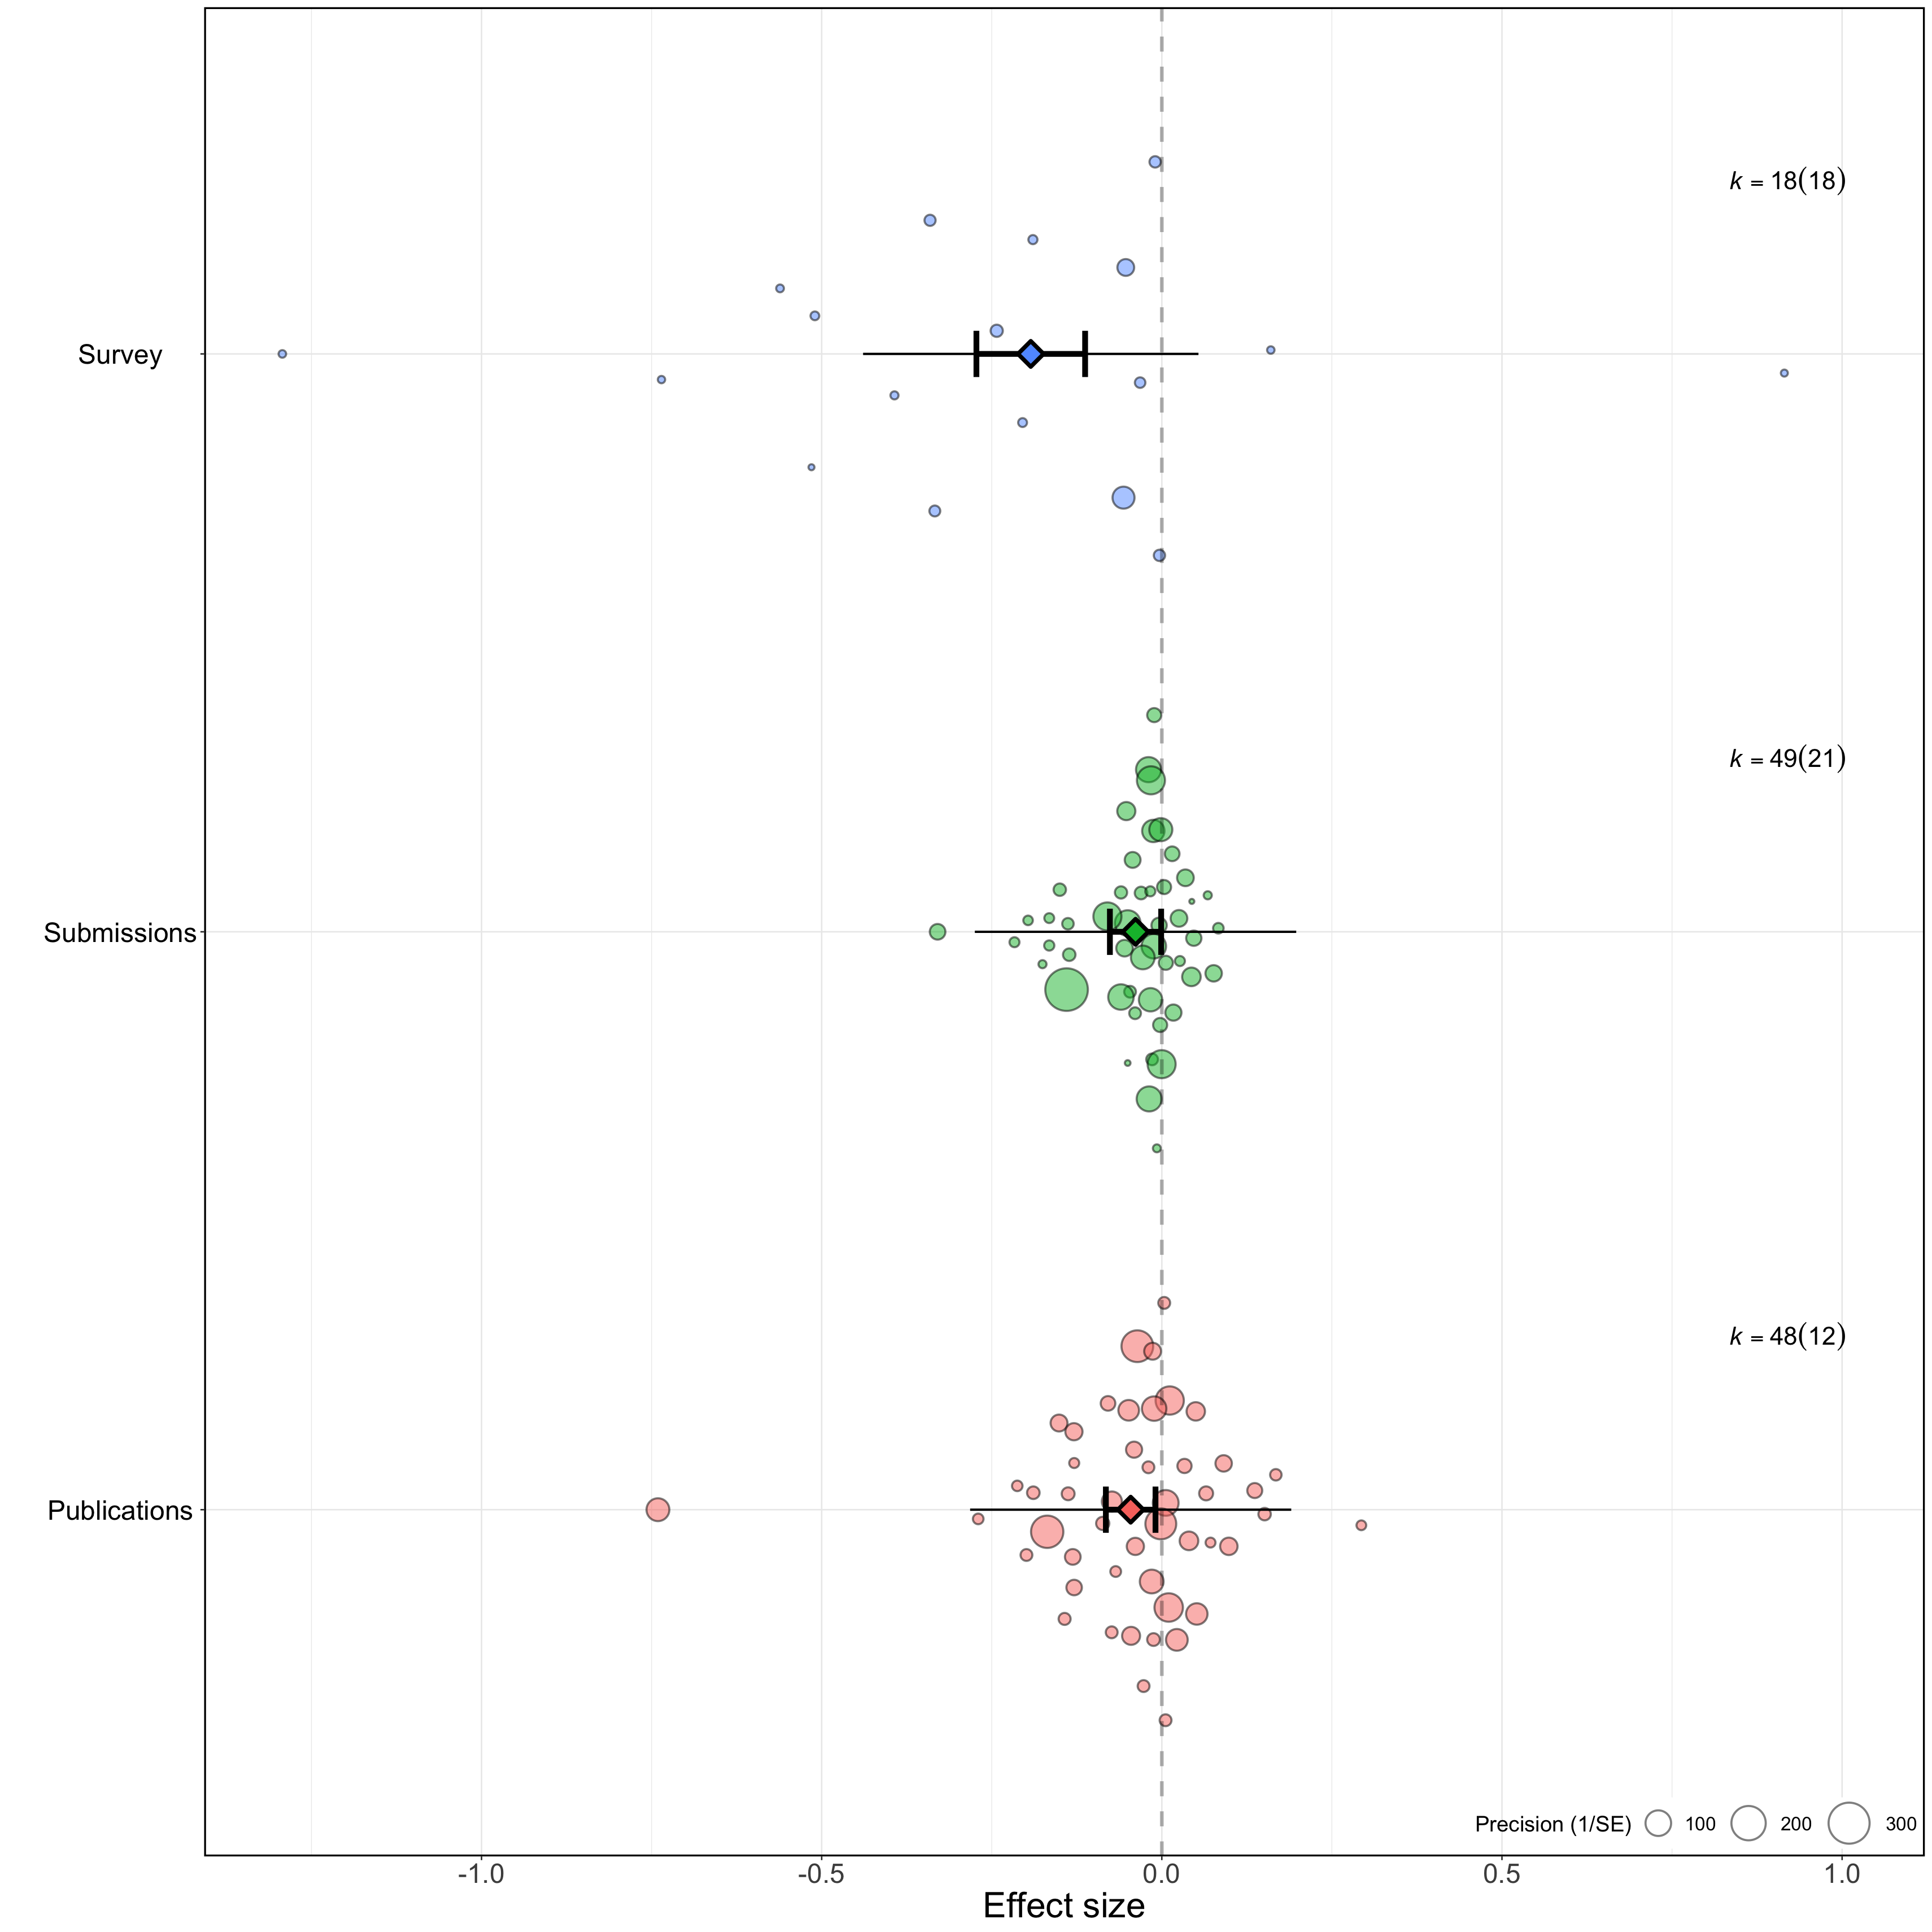 k = 18(18)
Survey
k = 49(21)
Submissions
k = 48(12)
Publications
Precision (1/SE) 100 200 300
-1.0 -0.5 0.0 0.5 1.0
Effect size